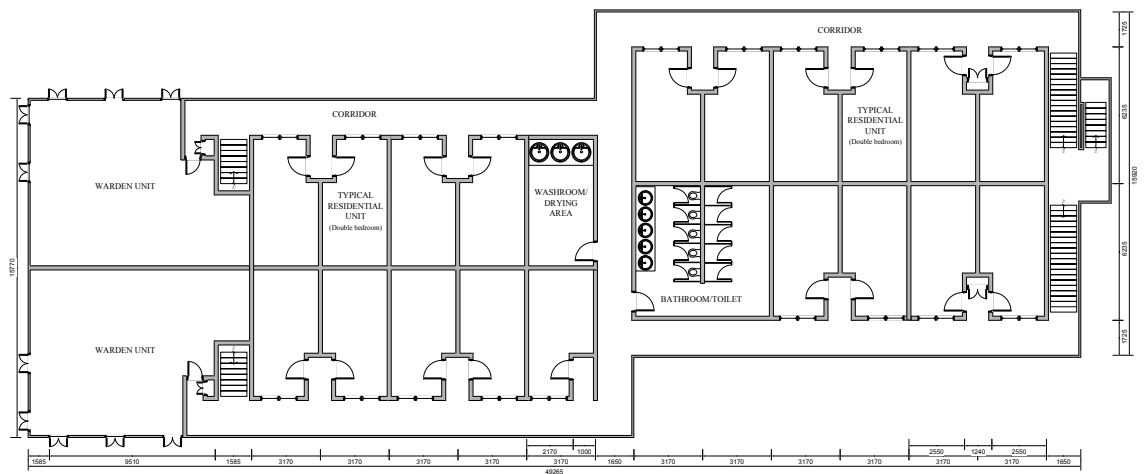 CORRIDOR
1725
CORRIDOR
TYPICAL
RESIDENTIAL
UNIT
(Double bedroom)
6235
15920
WARDEN UNIT
TYPICAL
RESIDENTIAL
UNIT
(Double bedroom)
WASHROOM/
DRYING
AREA
15770
6235
BATHROOM/TOILET
WARDEN UNIT
1725
2170
1000
2550
1240
2550
1585
9510
1585
3170
3170
3170
3170
3170
1650
3170
3170
3170
3170
3170
3170
1650
49265